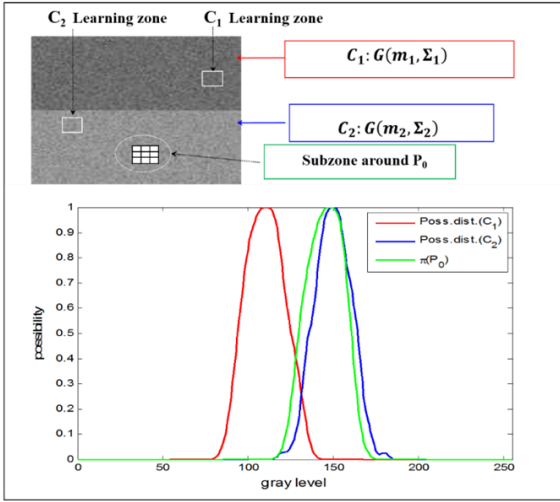 C₂ Learning zone
C₁ Learning zone
C₁: G(m₁, Σ₁)
C₂: G(m₂, Σ₂)
Subzone around P₀
1
0.9
0.8
0.7
0.6
0.5
0.4
0.3
0.2
0.1
0
possibility
Poss.dist.(C₁)
Poss.dist.(C₂)
π(P₀)
0 50 100 150 200 250
gray level